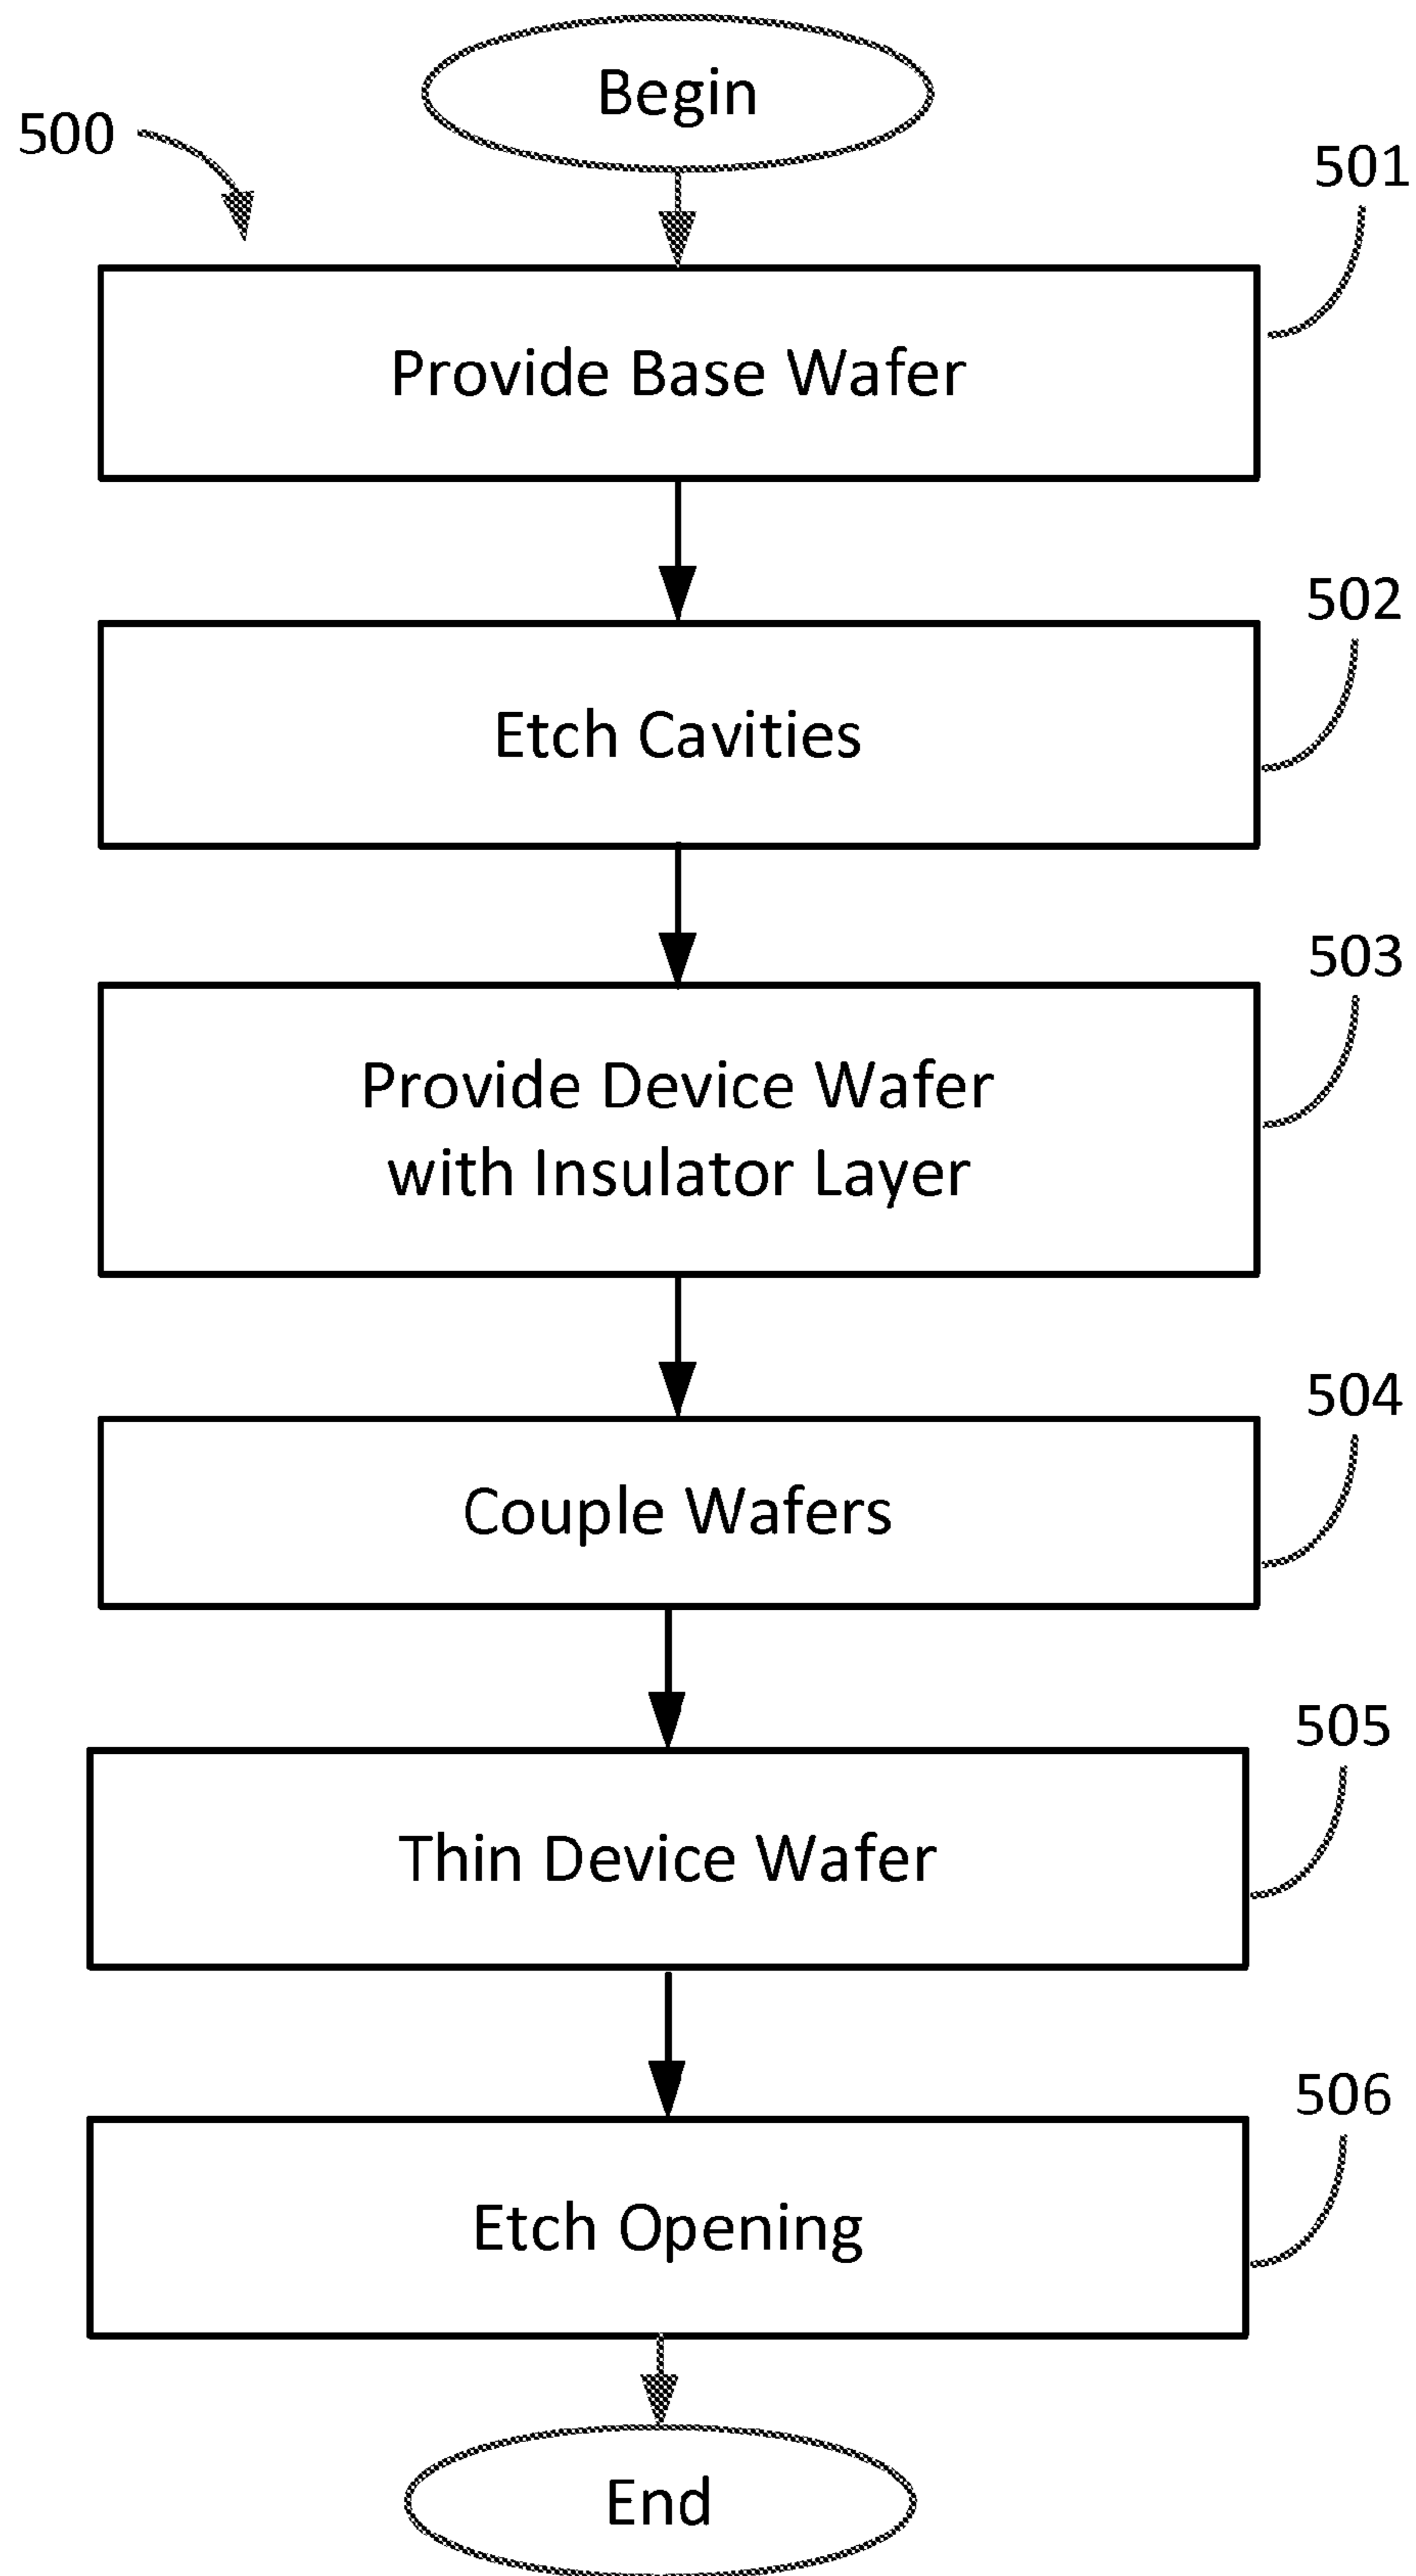 Begin
500
501
Provide Base Wafer
502
Etch Cavities
503
Provide Device Wafer
with Insulator Layer
504
Couple Wafers
505
Thin Device Wafer
506
Etch Opening
End